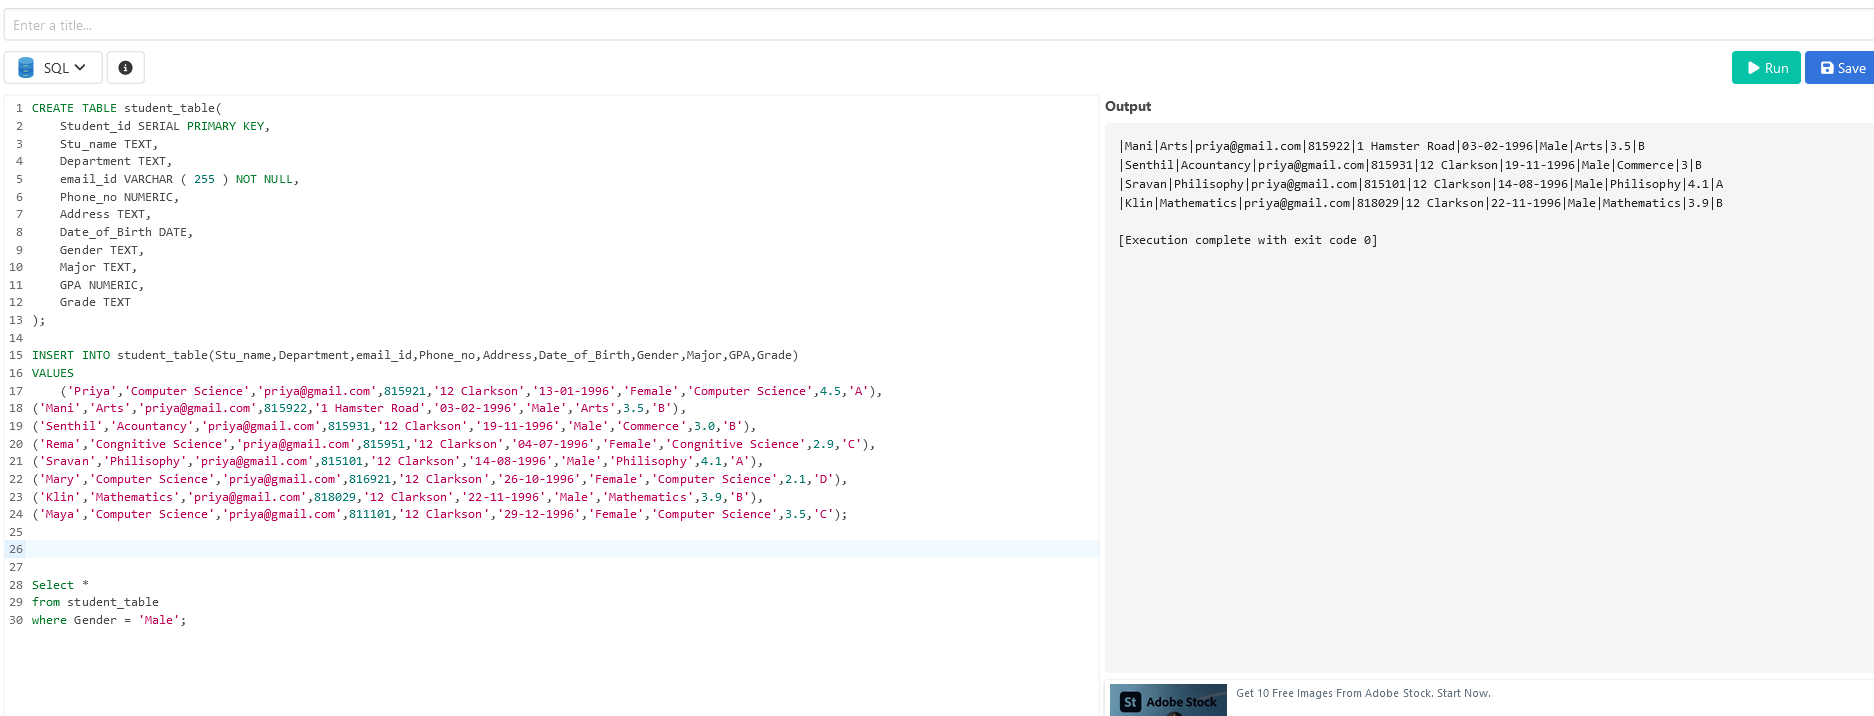 Enter a title...
SQL
Run
Save
1 CREATE TABLE student_table(
2 Student_id SERIAL PRIMARY KEY,
3 Stu_name TEXT,
4 Department TEXT,
5 email_id VARCHAR ( 255 ) NOT NULL,
6 Phone_no NUMERIC,
7 Address TEXT,
8 Date_of_Birth DATE,
9 Gender TEXT,
10 Major TEXT,
11 GPA NUMERIC,
12 Grade TEXT
13 );
14
15 INSERT INTO student_table(Stu_name,Department,email_id,Phone_no,Address,Date_of_Birth,Gender,Major,GPA,Grade)
16 VALUES
17 ('Priya','Computer Science','priya@gmail.com',815921,'12 Clarkson','13-01-1996','Female','Computer Science',4.5,'A'),
18 ('Mani','Arts','priya@gmail.com',815922,'1 Hamster Road','03-02-1996','Male','Arts',3.5,'B'),
19 ('Senthil','Acountancy','priya@gmail.com',815931,'12 Clarkson','19-11-1996','Male','Commerce',3.0,'B'),
20 ('Rema','Congnitive Science','priya@gmail.com',815951,'12 Clarkson','04-07-1996','Female','Congnitive Science',2.9,'C'),
21 ('Sravan','Philisophy','priya@gmail.com',815101,'12 Clarkson','14-08-1996','Male','Philisophy',4.1,'A'),
22 ('Mary','Computer Science','priya@gmail.com',816921,'12 Clarkson','26-10-1996','Female','Computer Science',2.1,'D'),
23 ('Klin','Mathematics','priya@gmail.com',818029,'12 Clarkson','22-11-1996','Male','Mathematics',3.9,'B'),
24 ('Maya','Computer Science','priya@gmail.com',811101,'12 Clarkson','29-12-1996','Female','Computer Science',3.5,'C');
25
26
27
28 Select *
29 from student_table
30 where Gender = 'Male';
Output
|Mani|Arts|priya@gmail.com|815922|1 Hamster Road|03-02-1996|Male|Arts|3.5|B
|Senthil|Acountancy|priya@gmail.com|815931|12 Clarkson|19-11-1996|Male|Commerce|3|B
|Sravan|Philisophy|priya@gmail.com|815101|12 Clarkson|14-08-1996|Male|Philisophy|4.1|A
|Klin|Mathematics|priya@gmail.com|818029|12 Clarkson|22-11-1996|Male|Mathematics|3.9|B
[Execution complete with exit code 0]
St Adobe Stock
Get 10 Free Images From Adobe Stock. Start Now.